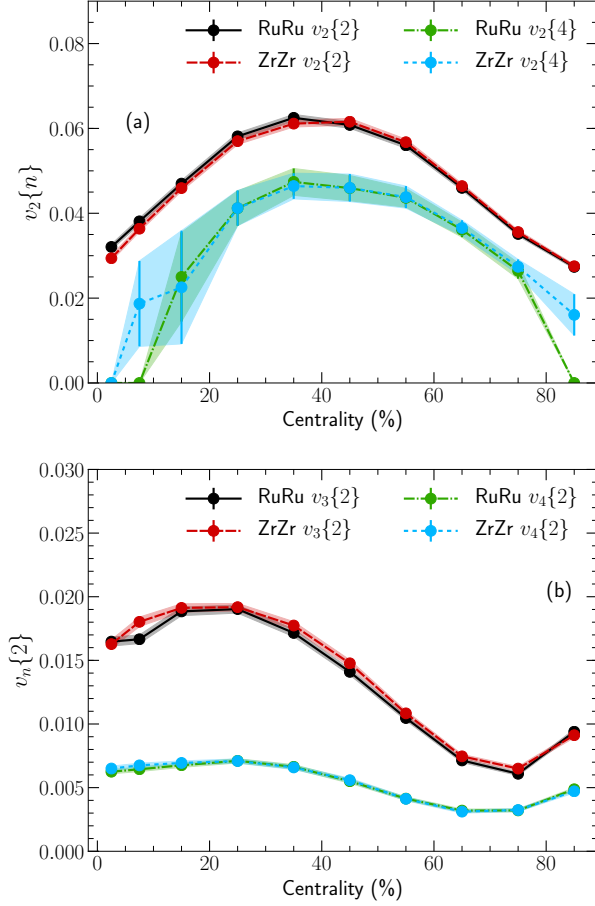 RuRu v₂{2} RuRu v₂{4}
ZrZr v₂{2} ZrZr v₂{4}
(a)
v₂{n}
0.08
0.06
0.04
0.02
0.00
0 20 40 60 80
Centrality (%)
RuRu v₃{2} RuRu v₄{2}
ZrZr v₃{2} ZrZr v₄{2}
(b)
vₙ{2}
0.030
0.025
0.020
0.015
0.010
0.005
0.000
0 20 40 60 80
Centrality (%)